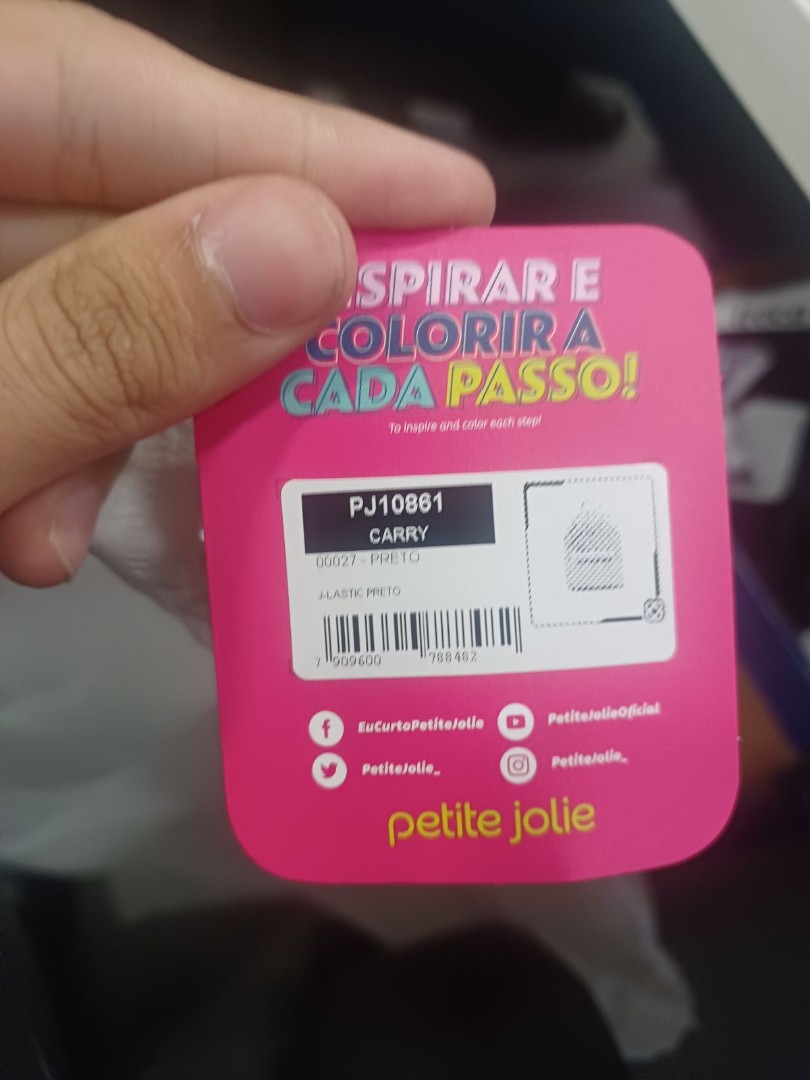 SPIRAR E
COLORIR A
CADA PASSO!
To inspire and color each step!
PJ10861
CARRY
00027 - PRETO
J-LASTIC PRETO
7 909600 788482
EuCurtoPetiteJolie
PetiteJolieOficial
PetiteJolie_
PetiteJolie_
petite jolie